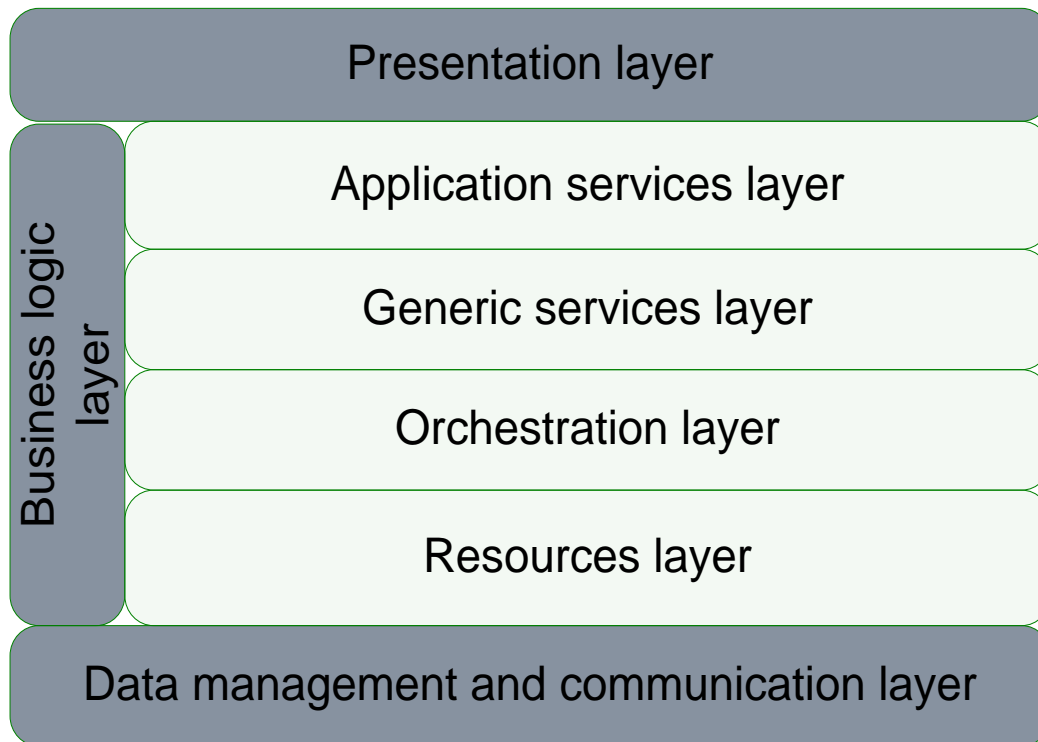 Presentation layer
Business logic
layer
Application services layer
Generic services layer
Orchestration layer
Resources layer
Data management and communication layer